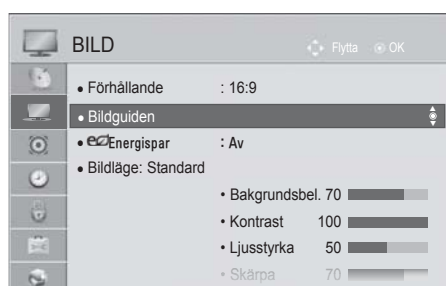 BILD
Flytta OK
• Förhållande : 16:9
• Bildguiden
• eco Energispar : Av
• Bildläge: Standard
• Bakgrundsbel. 70
• Kontrast 100
• Ljusstyrka 50
• Skärpa 70